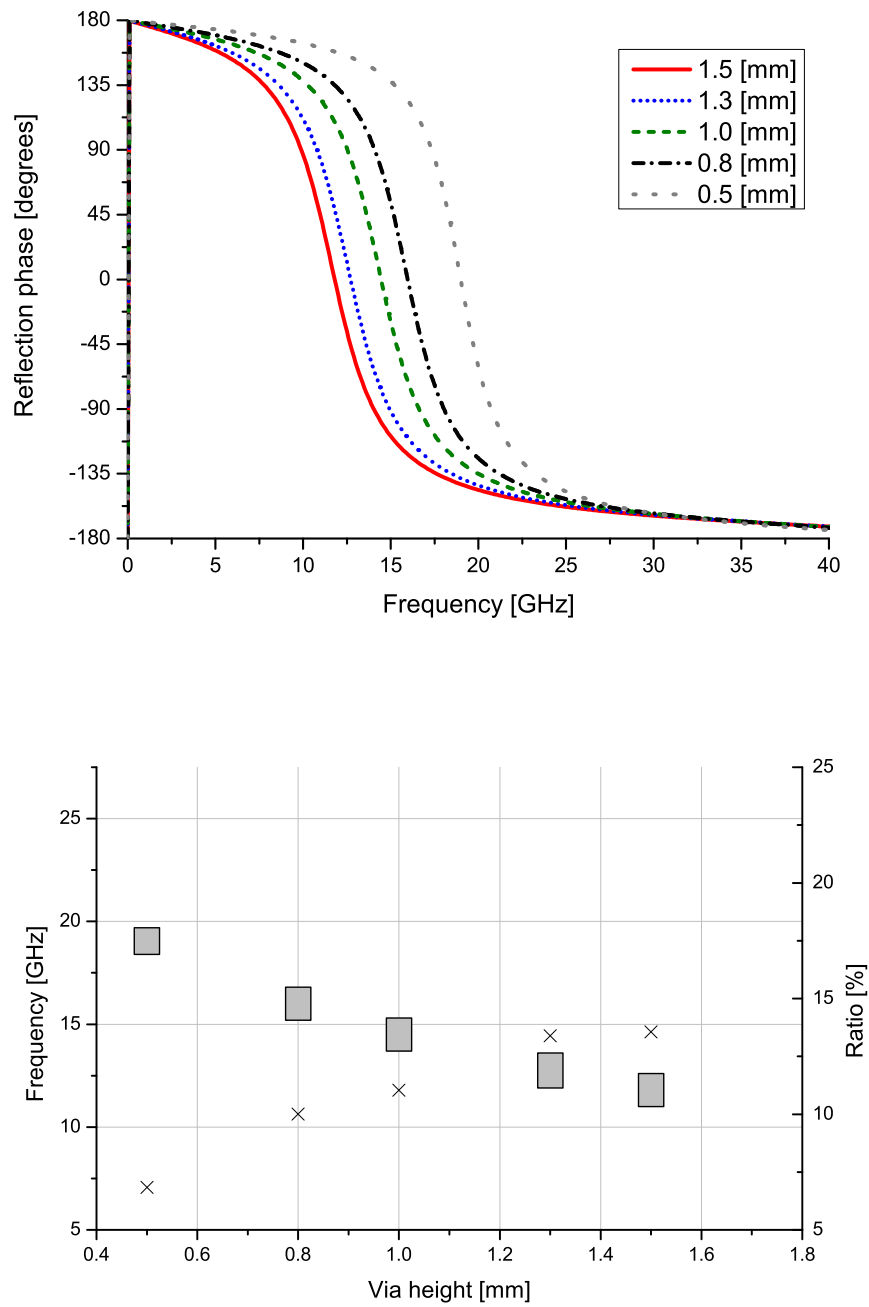 180
135
90
45
0
-45
-90
-135
-180
Reflection phase [degrees]
1.5 [mm]
1.3 [mm]
1.0 [mm]
0.8 [mm]
0.5 [mm]
0 5 10 15 20 25 30 35 40
Frequency [GHz]
25
20
15
10
5
Frequency [GHz]
25
20
15
10
5
Ratio [%]
0.4 0.6 0.8 1.0 1.2 1.4 1.6 1.8
Via height [mm]